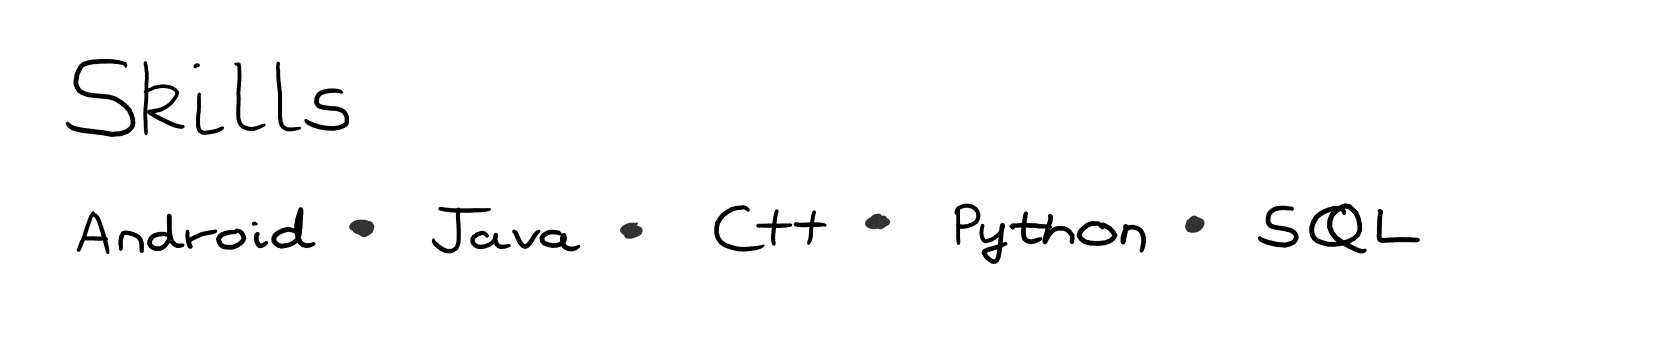 Skills
Android • Java • C++ • Python • SQL